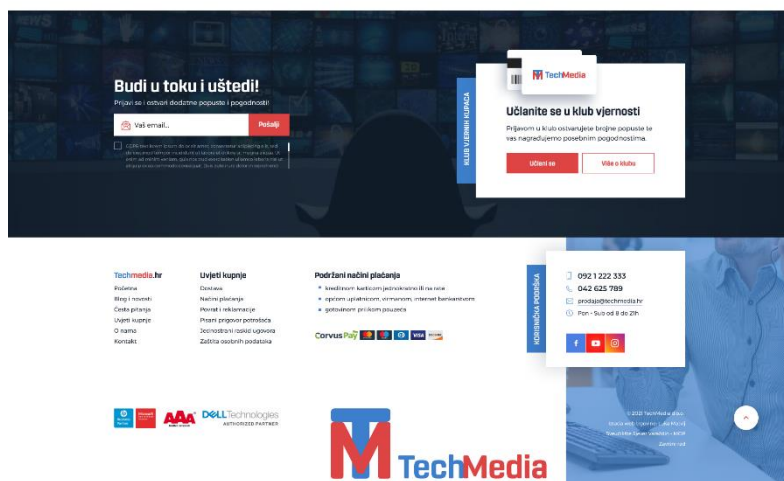 NEWS
Budi u toku i uštedi!
Prijavi se i ostvari dodatne popuste i pogodnosti!
Vaš email..
Pošalji
KLUB VJERNIH KUPACA
TechMedia
Učlanite se u klub vjernosti
Prijavom u klub ostvarujete brojne popuste te
vas nagrađujemo posebnim pogodnostima.
Učlani se
Više o klubu
Techmedia.hr
Početna
Blog i novosti
Česta pitanja
Uvjeti kupnje
O nama
Kontakt
Uvjeti kupnje
Dostava
Načini plaćanja
Povrat i reklamacije
Pisani prigovor potrošača
Jednostrani raskid ugovora
Zaštita osobnih podataka
Podržani načini plaćanja
kreditnom karticom jednokratno ili na rate
općom uplatnicom, virmanom, internet bankarstvom
gotovinom prilikom pouzeća
CorvusPay
VISA
KORISNIČKA PODRŠKA
092 1 222 333
042 625 789
prodaja@techmedia.hr
Pon - Sub od 8 do 21h
AAA
DELL Technologies
AUTHORIZED PARTNER
TechMedia
© 2021 TechMedia d.o.o.